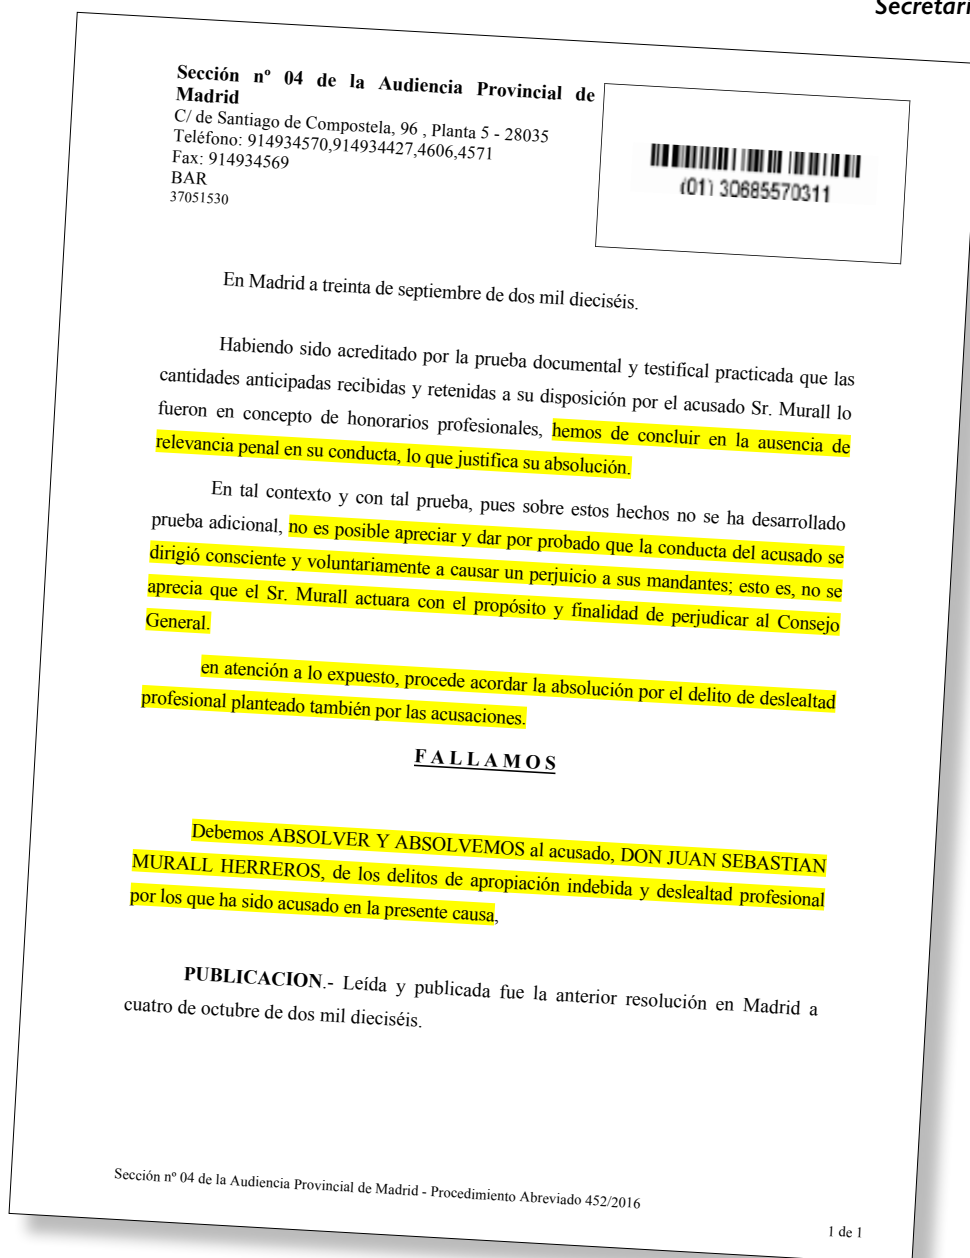 Secretarí
Sección nº 04 de la Audiencia Provincial de
Madrid
C/ de Santiago de Compostela, 96 , Planta 5 - 28035
Teléfono: 914934570,914934427,4606,4571
Fax: 914934569
BAR
37051530
(01) 30685570311
En Madrid a treinta de septiembre de dos mil dieciséis.
Habiendo sido acreditado por la prueba documental y testifical practicada que las
cantidades anticipadas recibidas y retenidas a su disposición por el acusado Sr. Murall lo
fueron en concepto de honorarios profesionales, hemos de concluir en la ausencia de
relevancia penal en su conducta, lo que justifica su absolución.
En tal contexto y con tal prueba, pues sobre estos hechos no se ha desarrollado
prueba adicional, no es posible apreciar y dar por probado que la conducta del acusado se
dirigió consciente y voluntariamente a causar un perjuicio a sus mandantes; esto es, no se
aprecia que el Sr. Murall actuara con el propósito y finalidad de perjudicar al Consejo
General.
en atención a lo expuesto, procede acordar la absolución por el delito de deslealtad
profesional planteado también por las acusaciones.
F A L L A M O S
Debemos ABSOLVER Y ABSOLVEMOS al acusado, DON JUAN SEBASTIAN
MURALL HERREROS, de los delitos de apropiación indebida y deslealtad profesional
por los que ha sido acusado en la presente causa,
PUBLICACION.- Leída y publicada fue la anterior resolución en Madrid a
cuatro de octubre de dos mil dieciséis.
Sección nº 04 de la Audiencia Provincial de Madrid - Procedimiento Abreviado 452/2016
1 de 1